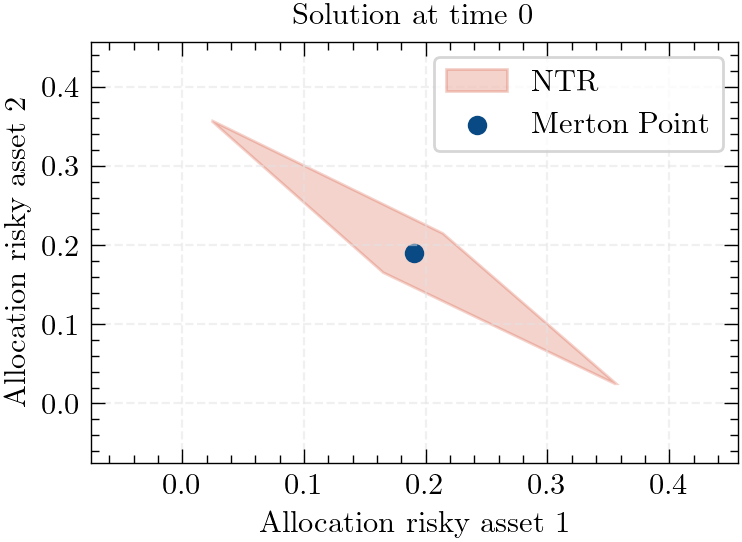 Solution at time 0
NTR
Merton Point
Allocation risky asset 2
0.4
0.3
0.2
0.1
0.0
0.0 0.1 0.2 0.3 0.4
Allocation risky asset 1